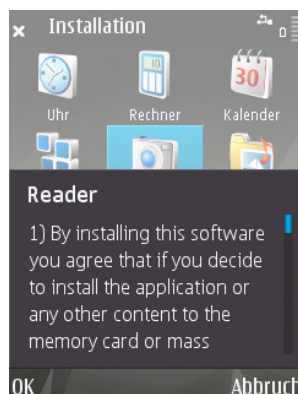 Installation
Uhr
Rechner
Kalender
10
30
Reader
1) By installing this software
you agree that if you decide
to install the application or
any other content to the
memory card or mass
OK
Abbruch